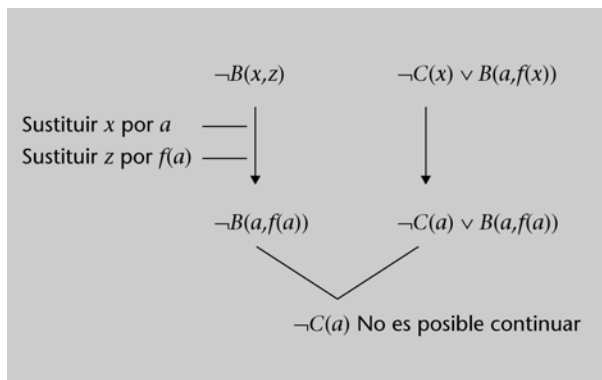 ¬B(x,z) ¬C(x) ∨ B(a,f(x))
Sustituir x por a
Sustituir z por f(a)
¬B(a,f(a)) ¬C(a) ∨ B(a,f(a))
¬C(a) No es posible continuar